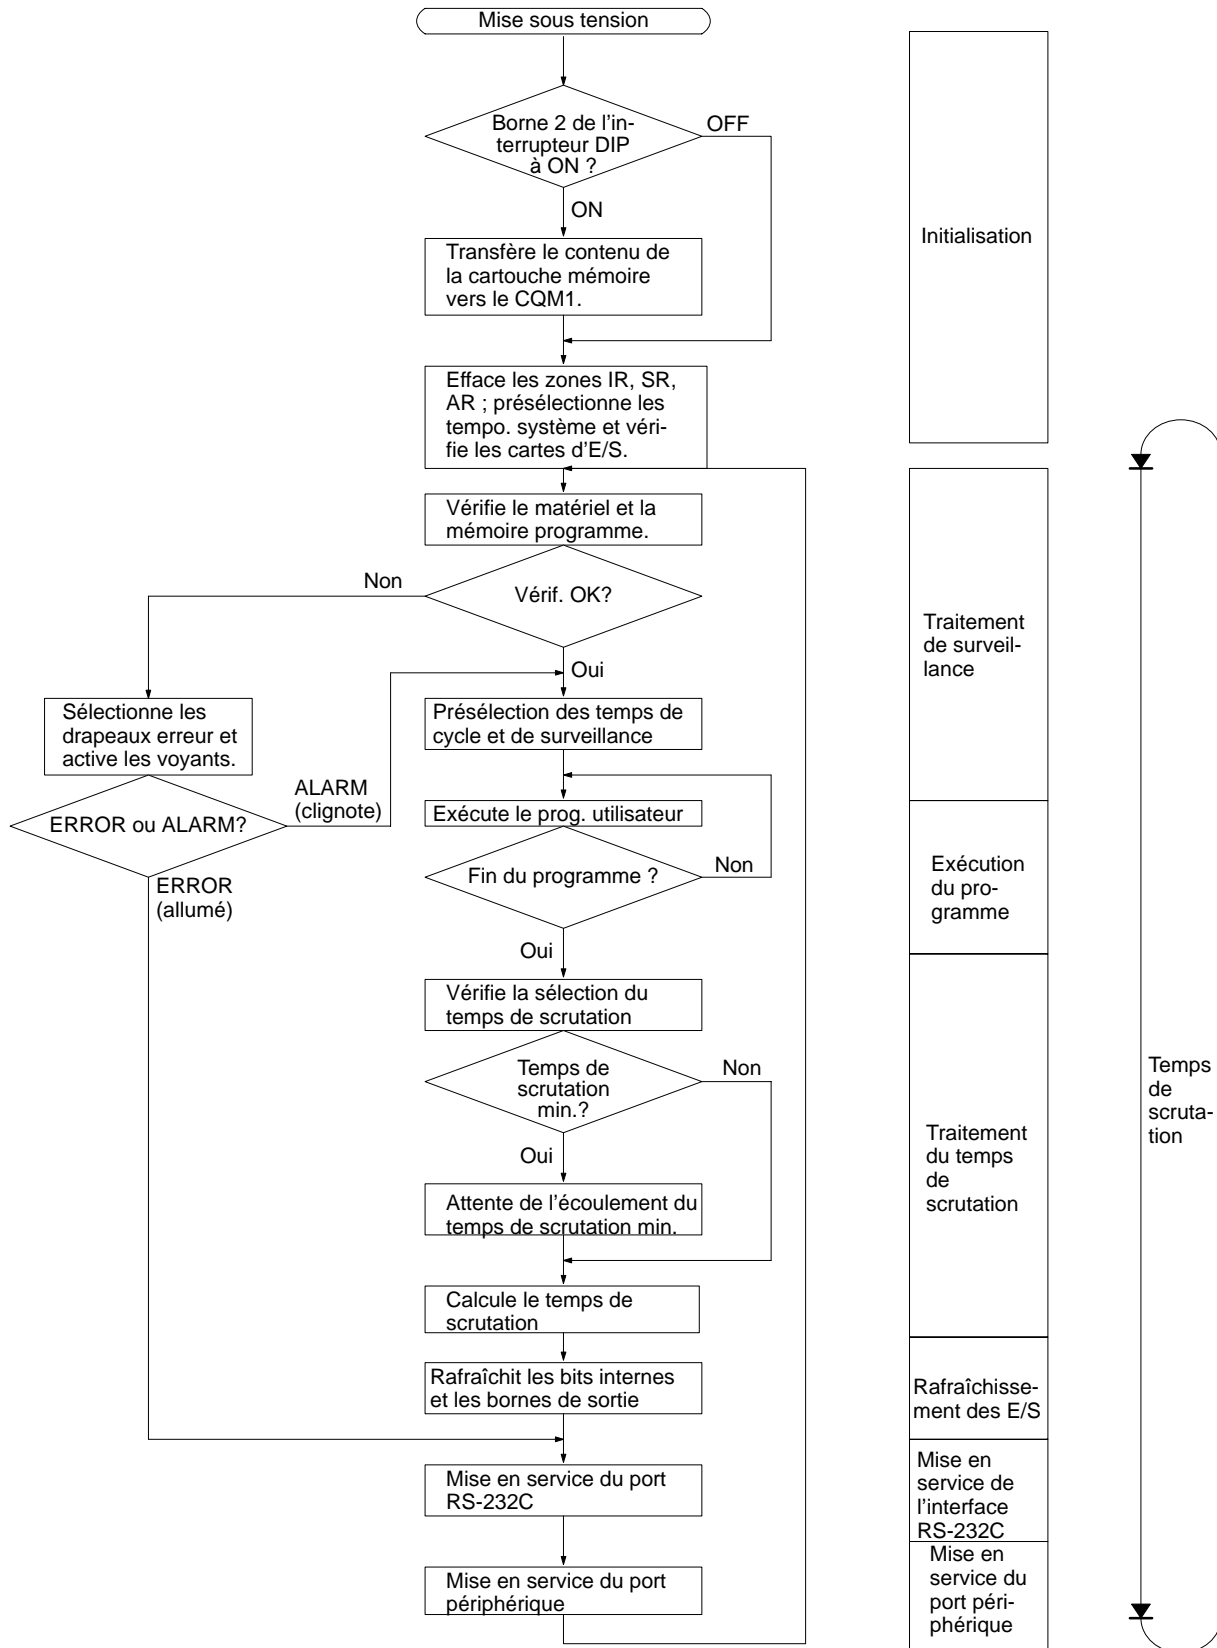 Mise sous tension
Borne 2 de l'in-
terrupteur DIP
à ON ?
OFF
ON
Transfère le contenu de
la cartouche mémoire
vers le CQM1.
Efface les zones IR, SR,
AR ; présélectionne les
tempo. système et véri-
fie les cartes d'E/S.
Vérifie le matériel et la
mémoire programme.
Non
Vérif. OK?
Oui
Sélectionne les
drapeaux erreur et
active les voyants.
Présélection des temps de
cycle et de surveillance
ALARM
(clignote)
ERROR ou ALARM?
Exécute le prog. utilisateur
ERROR
(allumé)
Fin du programme ?
Non
Oui
Vérifie la sélection du
temps de scrutation
Temps de
scrutation
min.?
Non
Oui
Attente de l'écoulement du
temps de scrutation min.
Calcule le temps de
scrutation
Rafraîchit les bits internes
et les bornes de sortie
Mise en service du port
RS-232C
Mise en service du port
périphérique
Initialisation
Traitement
de surveil-
lance
Exécution
du pro-
gramme
Traitement
du temps
de
scrutation
Rafraîchisse-
ment des E/S
Mise en
service de
l'interface
RS-232C
Mise en
service du
port péri-
phérique
Temps
de
scruta-
tion